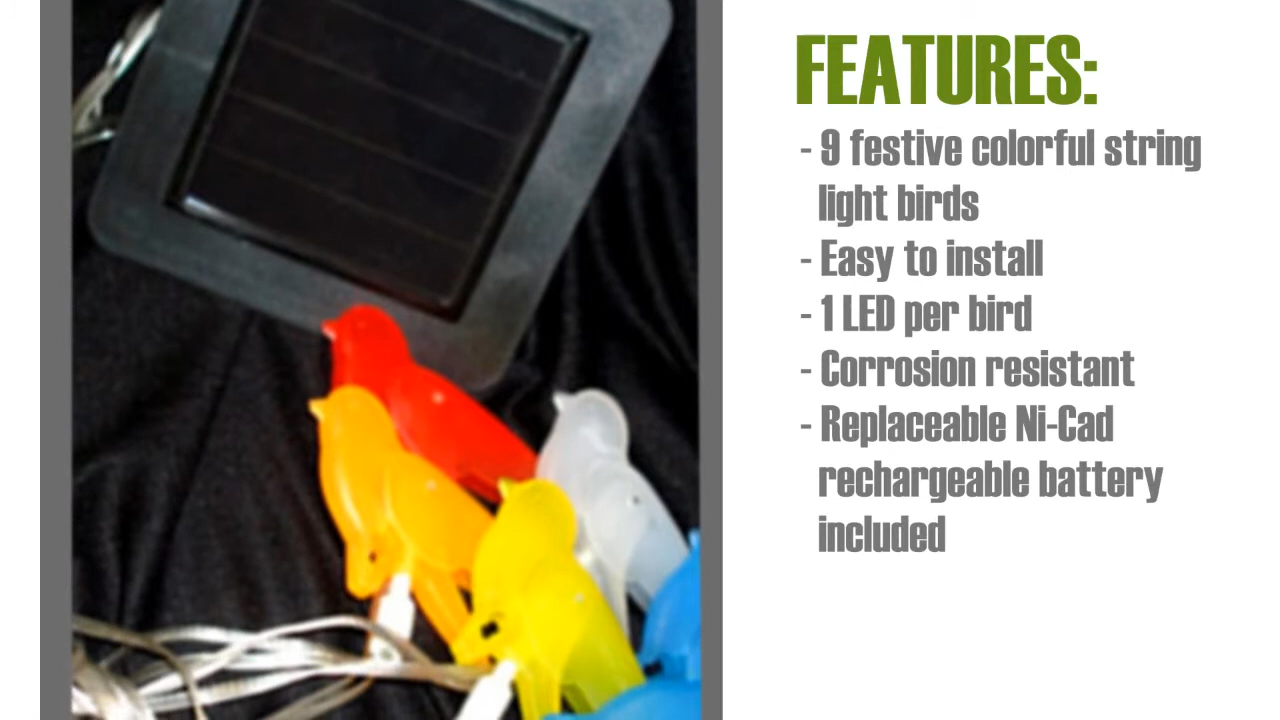 FEATURES:
- 9 festive colorful string
light birds
- Easy to install
- 1 LED per bird
- Corrosion resistant
- Replaceable Ni-Cad
rechargeable battery
included